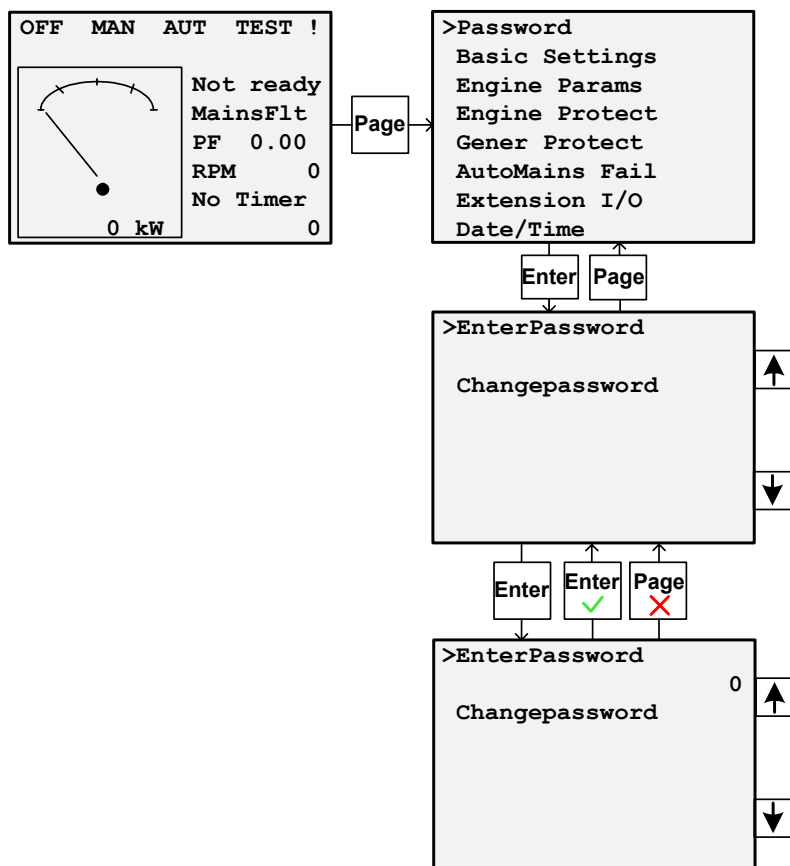 OFF MAN AUT TEST !
Not ready
MainsFlt
PF 0.00
RPM 0
No Timer
0 kW 0
Page
>Password
Basic Settings
Engine Params
Engine Protect
Gener Protect
AutoMains Fail
Extension I/O
Date/Time
Enter Page
>EnterPassword
Changepassword
Enter Enter Page
>EnterPassword
0
Changepassword